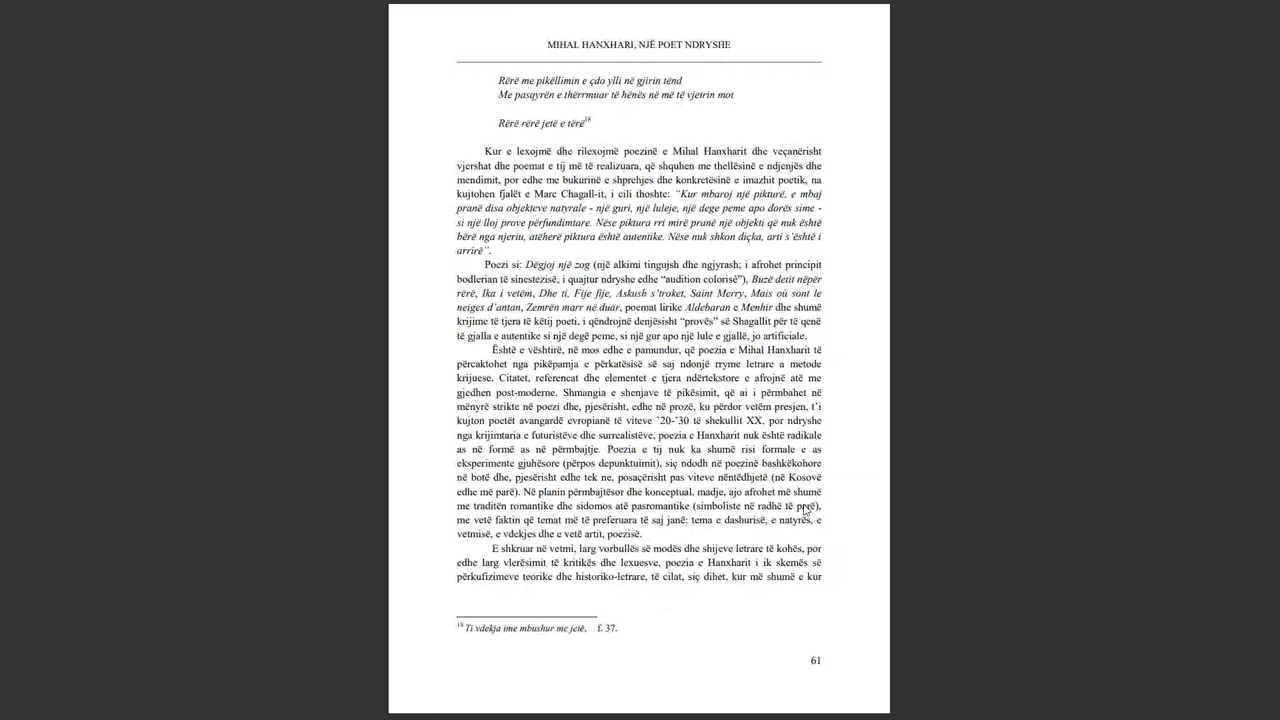 MIHAL HANXHARI, NJË POET NDRYSHE
Rërë me pikëllimin e çdo ylli në gjirin tënd
Me pasqyrën e thërrmuar të hënës në më të vjetrin mot
Rërë rërë jetë e tërë18
Kur e lexojmë dhe rilexojmë poezinë e Mihal Hanxharit dhe veçanërisht
vjershat dhe poemat e tij më të realizuara, që shquhen me thellësinë e ndjenjës dhe
mendimit, por edhe me bukurinë e shprehjes dhe konkretësinë e imazhit poetik, na
kujtohen fjalët e Marc Chagall-it, i cili thoshte: “Kur mbaroj një pikturë, e mbaj
pranë disa objekteve natyrale - një guri, një luleje, një dege peme apo dorës sime -
si një lloj prove përfundimtare. Nëse piktura rri mirë pranë një objekti që nuk është
bërë nga njeriu, atëherë piktura është autentike. Nëse nuk shkon diçka, arti s’është i
arrirë”.
Poezi si: Dëgjoj një zog (një alkimi tingujsh dhe ngjyrash; i afrohet principit
bodlerian të sinestezisë, i quajtur ndryshe edhe “audition colorisé”), Buzë detit nëpër
rërë, Ika i vetëm, Dhe ti, Fije fije, Askush s’troket, Saint Merry, Mais où sont le
neiges d’antan, Zemrën marr në duar, poemat lirike Aldebaran e Menhir dhe shumë
krijime të tjera të këtij poeti, i qëndrojnë denjësisht “provës” së Shagallit për të qenë
të gjalla e autentike si një degë peme, si një gur apo një lule e gjallë, jo artificiale.
Është e vështirë, në mos edhe e pamundur, që poezia e Mihal Hanxharit të
përcaktohet nga pikëpamja e përkatësisë së saj ndonjë rryme letrare a metode
krijuese. Citatet, referencat dhe elementet e tjera ndërtekstore e afrojnë atë me
gjedhen post-moderne. Shmangia e shenjave të pikësimit, që ai i përmbahet në
mënyrë strikte në poezi dhe, pjesërisht, edhe në prozë, ku përdor vetëm presjen, t’i
kujton poetët avangardë evropianë të viteve ’20-’30 të shekullit XX, por ndryshe
nga krijimtaria e futuristëve dhe surrealistëve, poezia e Hanxharit nuk është radikale
as në formë as në përmbajtje. Poezia e tij nuk ka shumë risi formale e as
eksperimente gjuhësore (përpos depunktuimit), siç ndodh në poezinë bashkëkohore
në botë dhe, pjesërisht edhe tek ne, posaçërisht pas viteve nëntëdhjetë (në Kosovë
edhe më parë). Në planin përmbajtësor dhe konceptual, madje, ajo afrohet më shumë
me traditën romantike dhe sidomos atë pasromantike (simboliste në radhë të parë),
me vetë faktin që temat më të preferuara të saj janë: tema e dashurisë, e natyrës, e
vetmisë, e vdekjes dhe e vetë artit, poezisë.
E shkruar në vetmi, larg vorbullës së modës dhe shijeve letrare të kohës, por
edhe larg vlerësimit të kritikës dhe lexuesve, poezia e Hanxharit i ik skemës së
përkufizimeve teorike dhe historiko-letrare, të cilat, siç dihet, kur më shumë e kur
18 Ti vdekja ime mbushur me jetë, f. 37.
61